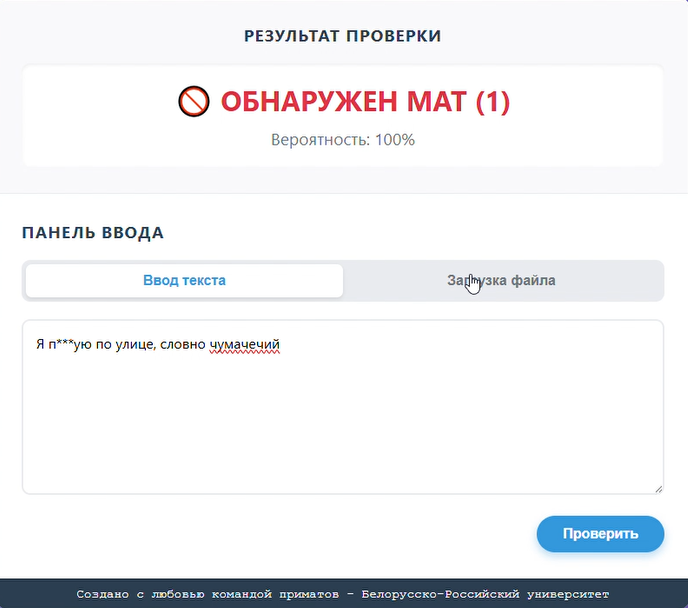 РЕЗУЛЬТАТ ПРОВЕРКИ
🚫 ОБНАРУЖЕН МАТ (1)
Вероятность: 100%
ПАНЕЛЬ ВВОДА
Ввод текста
Загрузка файла
Я п***ую по улице, словно чумачечий
Проверить
Создано с любовью командой приматов - Белорусско-Российский университет